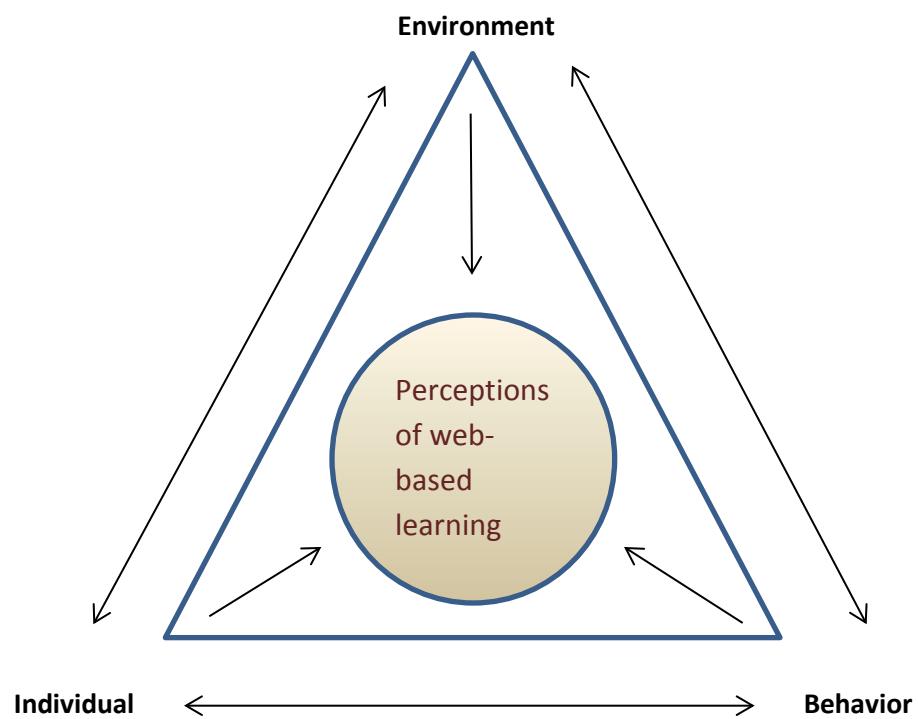 Environment
Perceptions
of web-
based
learning
Individual
Behavior